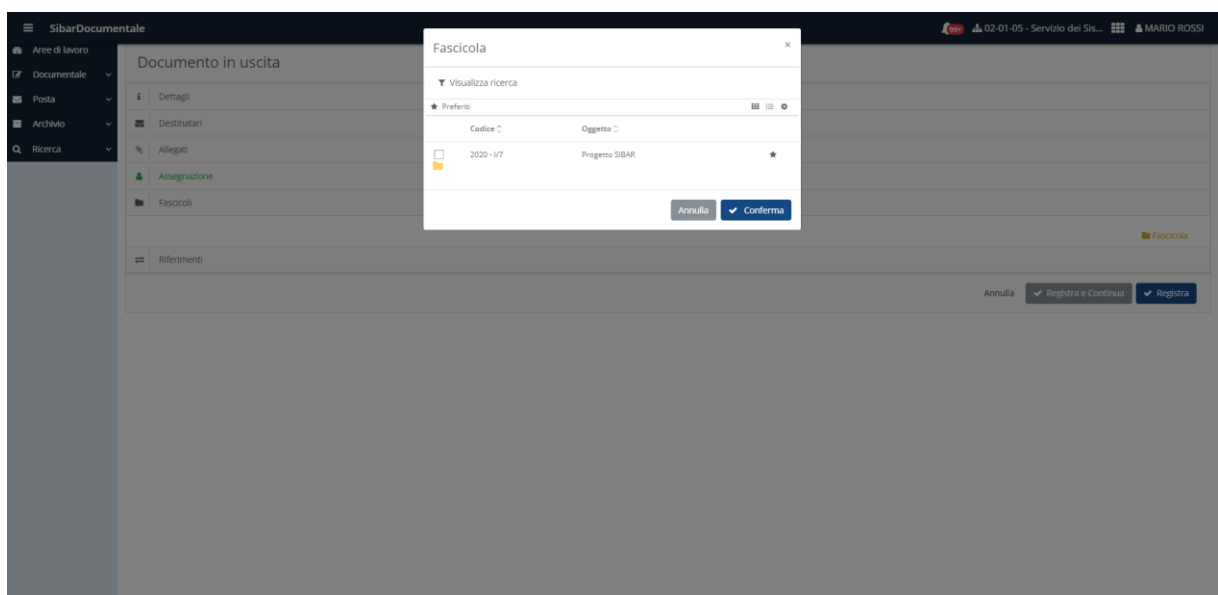 SibarDocumentale
99+ 02-01-05 - Servizio dei Sis... MARIO ROSSI
Aree di lavoro
Documentale
Posta
Archivio
Ricerca
Documento in uscita
Dettagli
Destinatari
Allegati
Assegnazione
Fascicoli
Fascicola
Riferimenti
Annulla Registra e Continua Registra
Fascicola ×
Visualizza ricerca
Preferiti
Codice Oggetto
2020 - I/7 Progetto SIBAR
Annulla Conferma